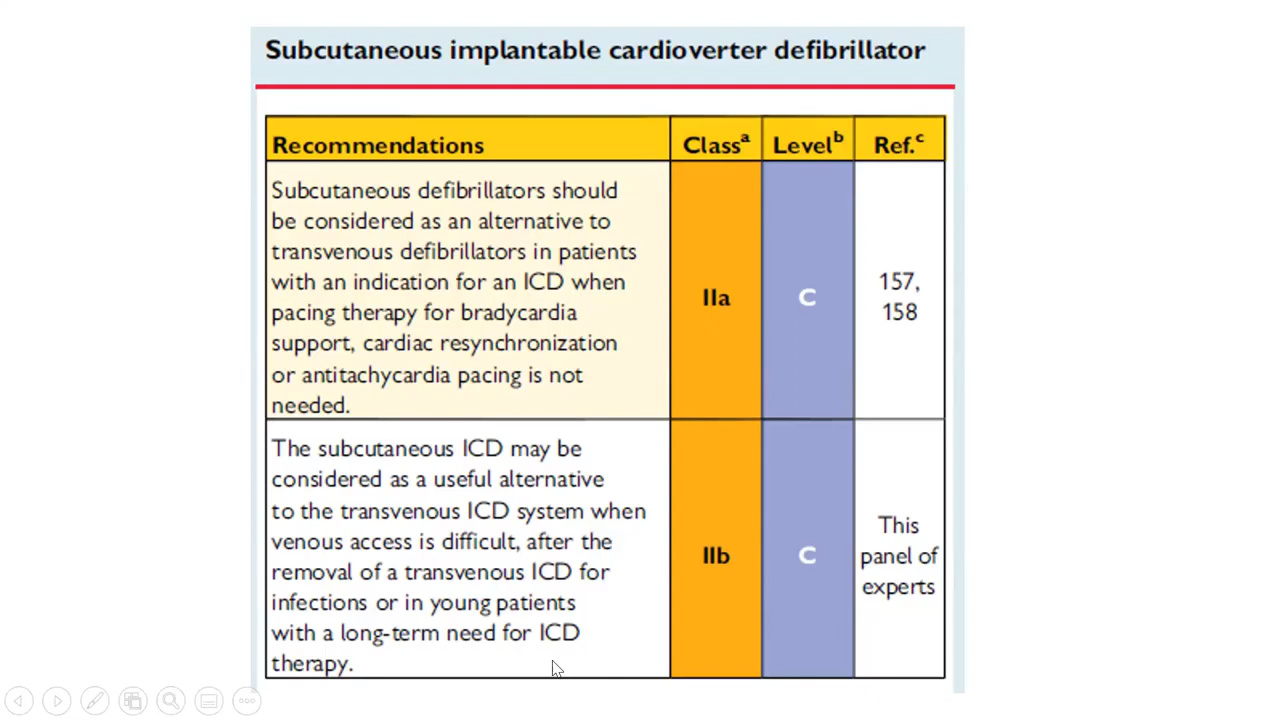 Subcutaneous implantable cardioverter defibrillator
Recommendations Classᵃ Levelᵇ Ref.ᶜ
Subcutaneous defibrillators should
be considered as an alternative to
transvenous defibrillators in patients
with an indication for an ICD when
pacing therapy for bradycardia
support, cardiac resynchronization
or antitachycardia pacing is not
needed.
IIa
C
157,
158
The subcutaneous ICD may be
considered as a useful alternative
to the transvenous ICD system when
venous access is difficult, after the
removal of a transvenous ICD for
infections or in young patients
with a long-term need for ICD
therapy.
IIb
C
This
panel of
experts